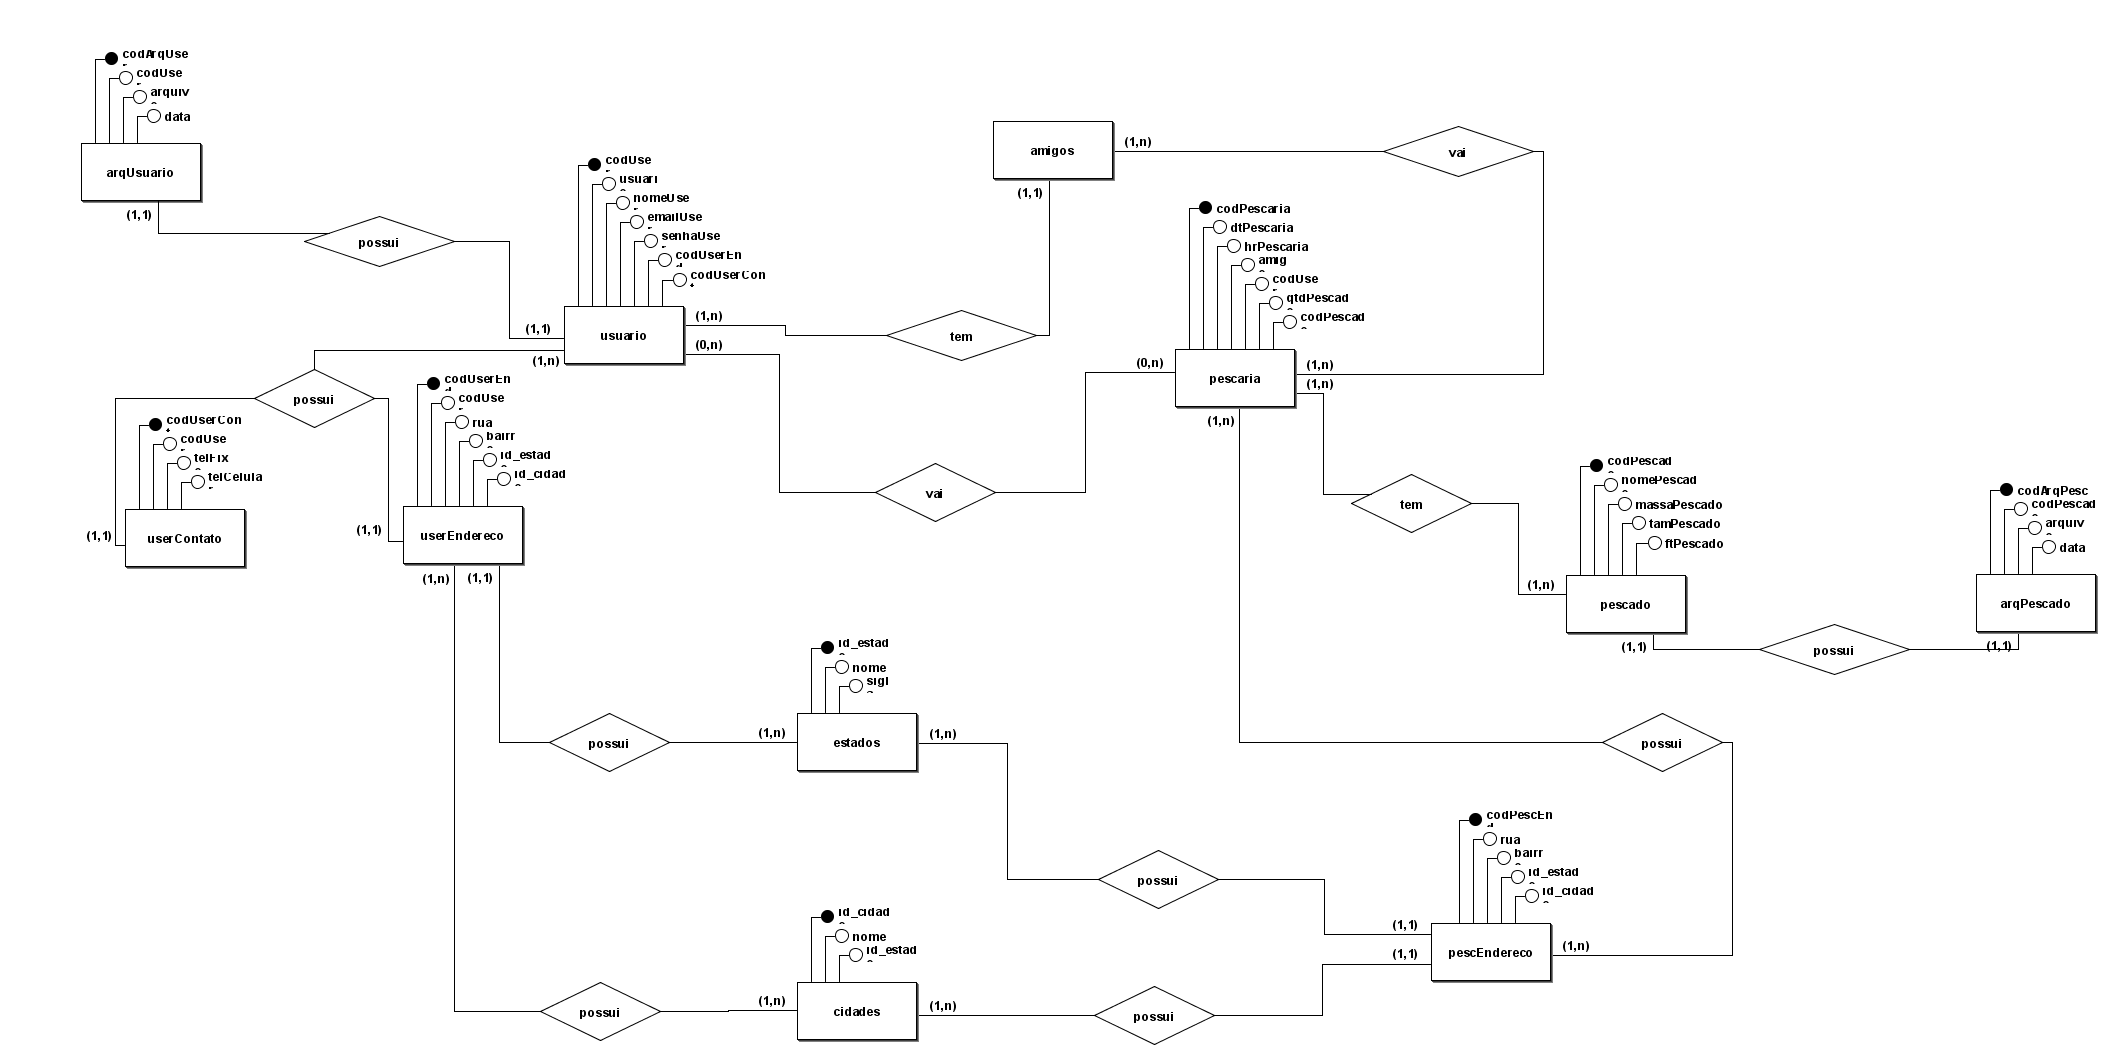 codArqUse
codUse
arquiv
data
arqUsuario
(1,1)
possui
codUse
usuari
nomeUse
emailUse
senhaUse
codUserEn
codUserCon
(1,1)
usuario
(1,n)
(0,n)
(1,n)
tem
amigos
(1,n)
(1,1)
vai
codPescaria
dtPescaria
hrPescaria
amig
codUse
qtdPescad
codPescad
(0,n)
pescaria
(1,n)
(1,n)
(1,n)
possui
codUserCon
codUse
telFix
telCelula
(1,1)
userContato
codUserEn
codUse
rua
bairr
id_estad
id_cidad
(1,1)
userEndereco
(1,n)
(1,1)
vai
tem
codPescad
nomePescad
massaPescado
tamPescado
ftPescado
(1,n)
pescado
(1,1)
possui
codArqPesc
codPescad
arquiv
data
arqPescado
(1,1)
id_estad
nome
sigl
possui
(1,n)
estados
(1,n)
possui
possui
codPescEn
rua
bairr
id_estad
id_cidad
(1,1)
(1,1)
pescEndereco
(1,n)
id_cidad
nome
id_estad
possui
(1,n)
cidades
(1,n)
possui